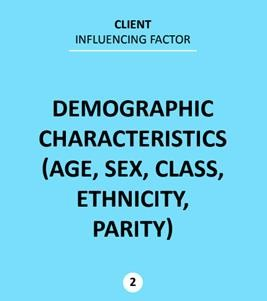 CLIENT
INFLUENCING FACTOR
DEMOGRAPHIC
CHARACTERISTICS
(AGE, SEX, CLASS,
ETHNICITY,
PARITY)
2